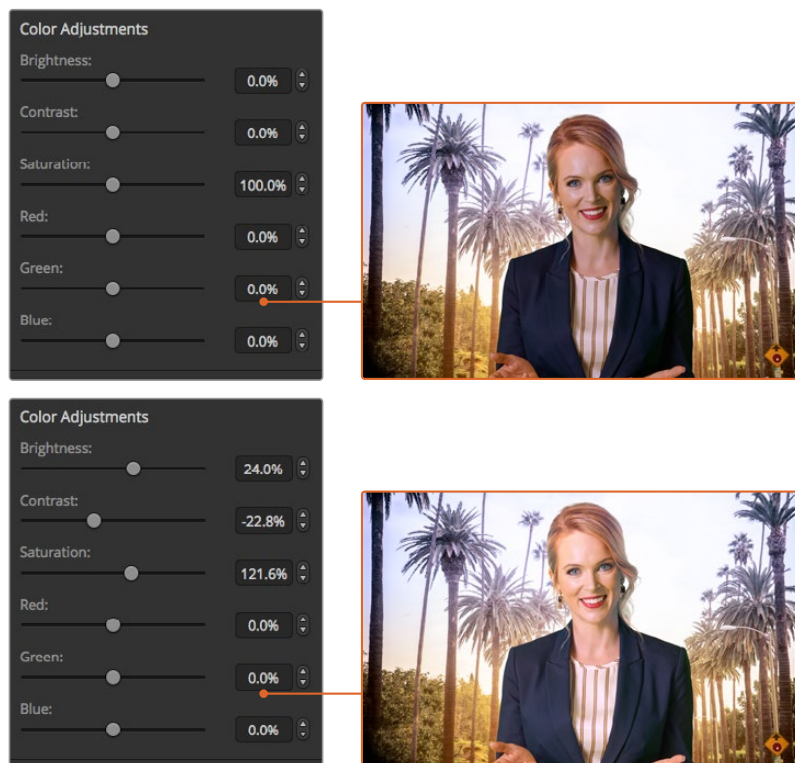 Color Adjustments
Brightness:
0.0%
Contrast:
0.0%
Saturation:
100.0%
Red:
0.0%
Green:
0.0%
Blue:
0.0%
Color Adjustments
Brightness:
24.0%
Contrast:
-22.8%
Saturation:
121.6%
Red:
0.0%
Green:
0.0%
Blue:
0.0%